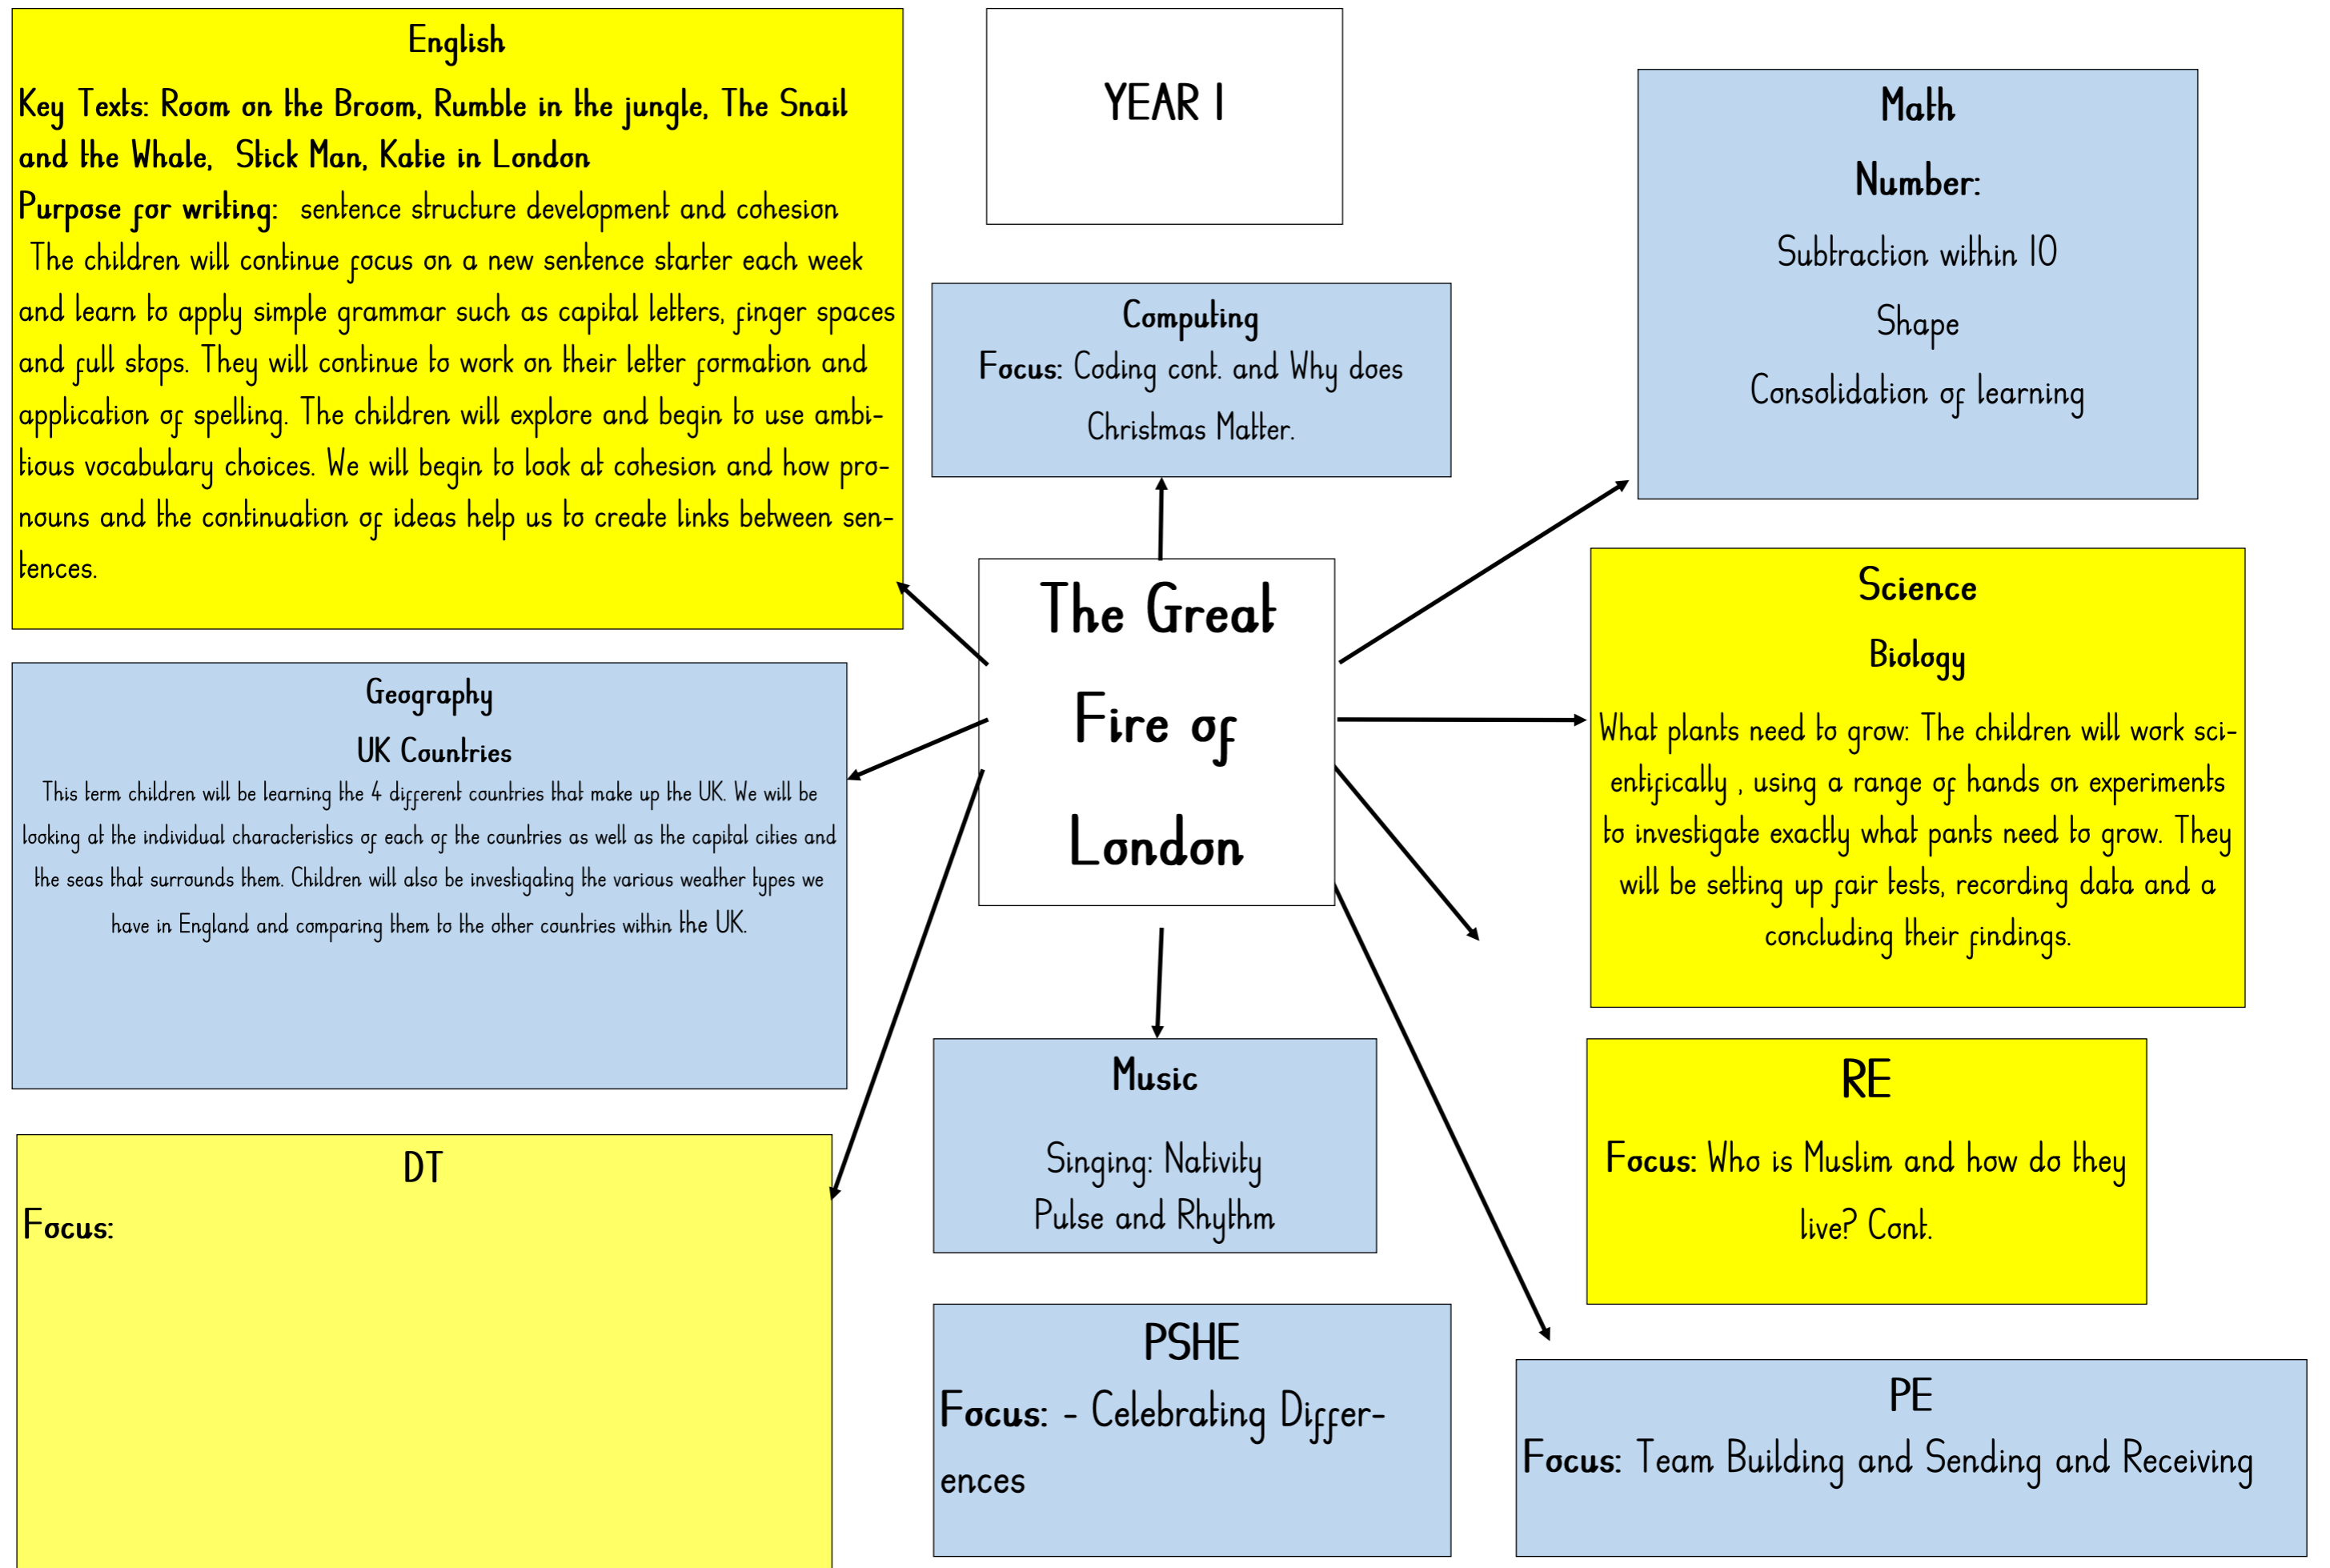 English
Key Texts: Room on the Broom, Rumble in the jungle, The Snail
and the Whale, Stick Man, Katie in London
Purpose for writing: sentence structure development and cohesion
The children will continue focus on a new sentence starter each week
and learn to apply simple grammar such as capital letters, finger spaces
and full stops. They will continue to work on their letter formation and
application of spelling. The children will explore and begin to use ambi-
tious vocabulary choices. We will begin to look at cohesion and how pro-
nouns and the continuation of ideas help us to create links between sen-
tences.
YEAR 1
Computing
Focus: Coding cont. and Why does
Christmas Matter.
Math
Number:
Subtraction within 10
Shape
Consolidation of learning
The Great
Fire of
London
Geography
UK Countries
This term children will be learning the 4 different countries that make up the UK. We will be
looking at the individual characteristics of each of the countries as well as the capital cities and
the seas that surrounds them. Children will also be investigating the various weather types we
have in England and comparing them to the other countries within the UK.
Science
Biology
What plants need to grow: The children will work sci-
entifically , using a range of hands on experiments
to investigate exactly what pants need to grow. They
will be setting up fair tests, recording data and a
concluding their findings.
DT
Focus:
Music
Singing: Nativity
Pulse and Rhythm
RE
Focus: Who is Muslim and how do they
live? Cont.
PSHE
Focus: - Celebrating Differ-
ences
PE
Focus: Team Building and Sending and Receiving